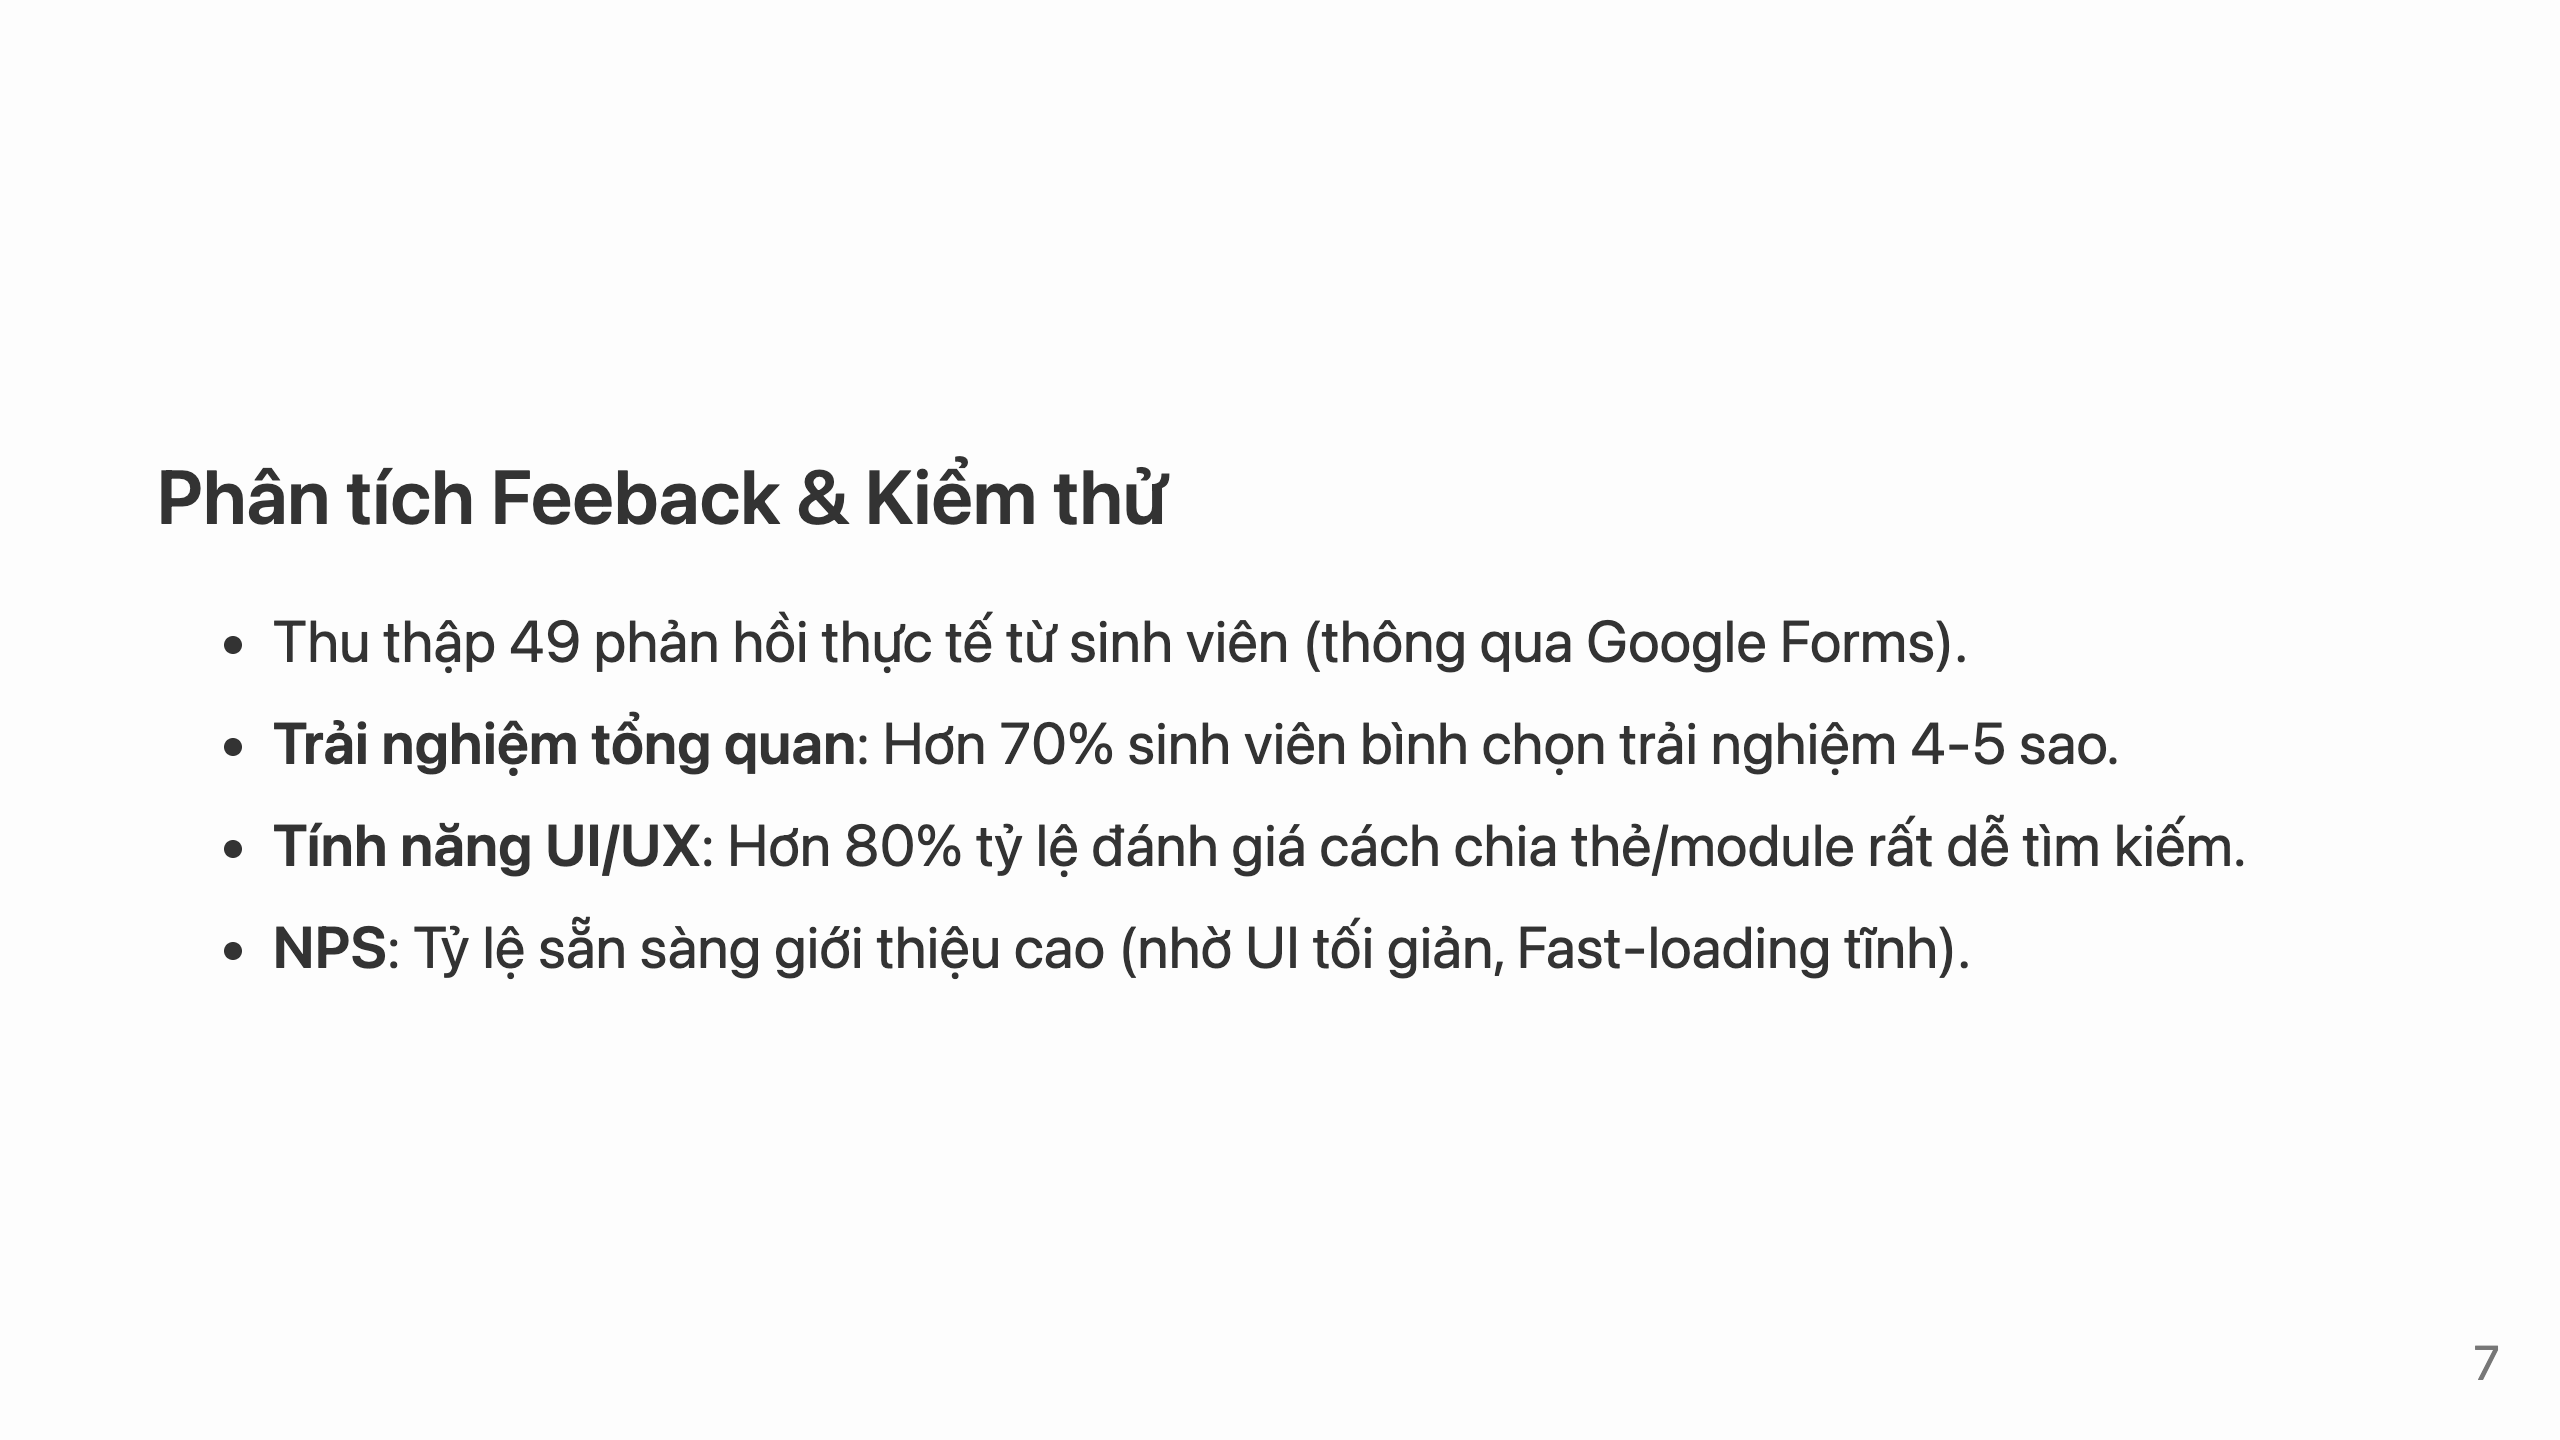 Phân tích Feeback & Kiểm thử
• Thu thập 49 phản hồi thực tế từ sinh viên (thông qua Google Forms).
• Trải nghiệm tổng quan: Hơn 70% sinh viên bình chọn trải nghiệm 4-5 sao.
• Tính năng UI/UX: Hơn 80% tỷ lệ đánh giá cách chia thẻ/module rất dễ tìm kiếm.
• NPS: Tỷ lệ sẵn sàng giới thiệu cao (nhờ UI tối giản, Fast-loading tĩnh).
7